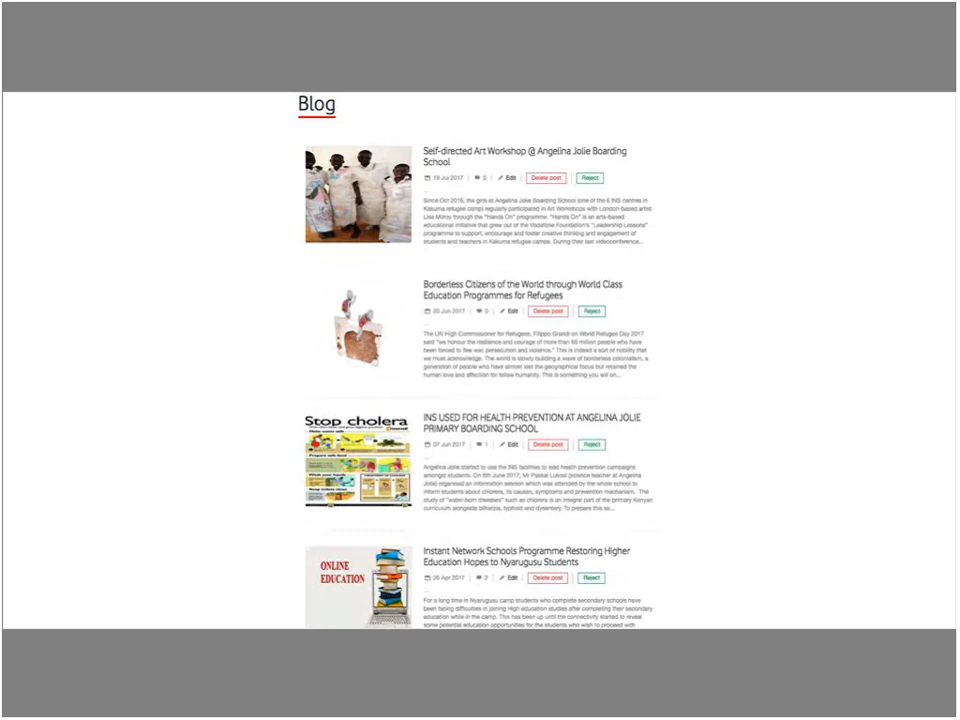 Blog
Self-directed Art Workshop @ Angelina Jolie Boarding
School
19 Jul 2017 | 0 | Edit Delete post | Reject
...
Since Oct 2016, the girls at Angelina Jolie Boarding School (one of the 6 INS centres in
Kakuma refugee camp) regularly participated in Art Workshops with London-based artist
Lisa Milroy through the "Hands On" programme. "Hands On" is an arts-based
educational initiative that grew out of the Vodafone Foundation's "Leadership Lessons"
programme to support, encourage and foster creative thinking and engagement of
students and teachers in Kakuma refugee camps. During their last videoconference...
Borderless Citizens of the World through World Class
Education Programmes for Refugees
20 Jun 2017 | 0 | Edit Delete post | Reject
...
The UN High Commissioner for Refugees, Filippo Grandi on World Refugee Day 2017
said "we honour the resilience and courage of more than 65 million people who have
been forced to flee war, persecution and violence." This is indeed a sort of nobility that
we must acknowledge. The world is slowly building a wave of borderless colonialism, a
generation of people who have almost lost the geographical focus but retained the
human love and affection for fellow humanity. This is something you will on...
Stop cholera
Make water safe
Prepare safe food
Wash your hands
INS USED FOR HEALTH PREVENTION AT ANGELINA JOLIE
PRIMARY BOARDING SCHOOL
07 Jun 2017 | 1 | Edit Delete post | Reject
...
Angelina Jolie started to use the INS facilities to lead health prevention campaigns
amongst students. On 6th June 2017, Mr Paskal Lukosi (science teacher at Angelina
Jolie) organised an information session which was attended by the whole school to
inform students about cholera, its causes, symptoms and prevention mechanism. The
study of "water-born diseases" such as cholera is an integral part of the primary Kenyan
curriculum alongside bilharzia, typhoid and dysentery. To prepare this se...
ONLINE
EDUCATION
Instant Network Schools Programme Restoring Higher
Education Hopes to Nyarugusu Students
26 Apr 2017 | 2 | Edit Delete post | Reject
...
For a long time in Nyarugusu camp students who complete secondary schools have
been facing difficulties in joining High education studies after completing their secondary
education while in the camp. This has been up until the connectivity started to reveal
some potential education opportunities for the students who wish to proceed with